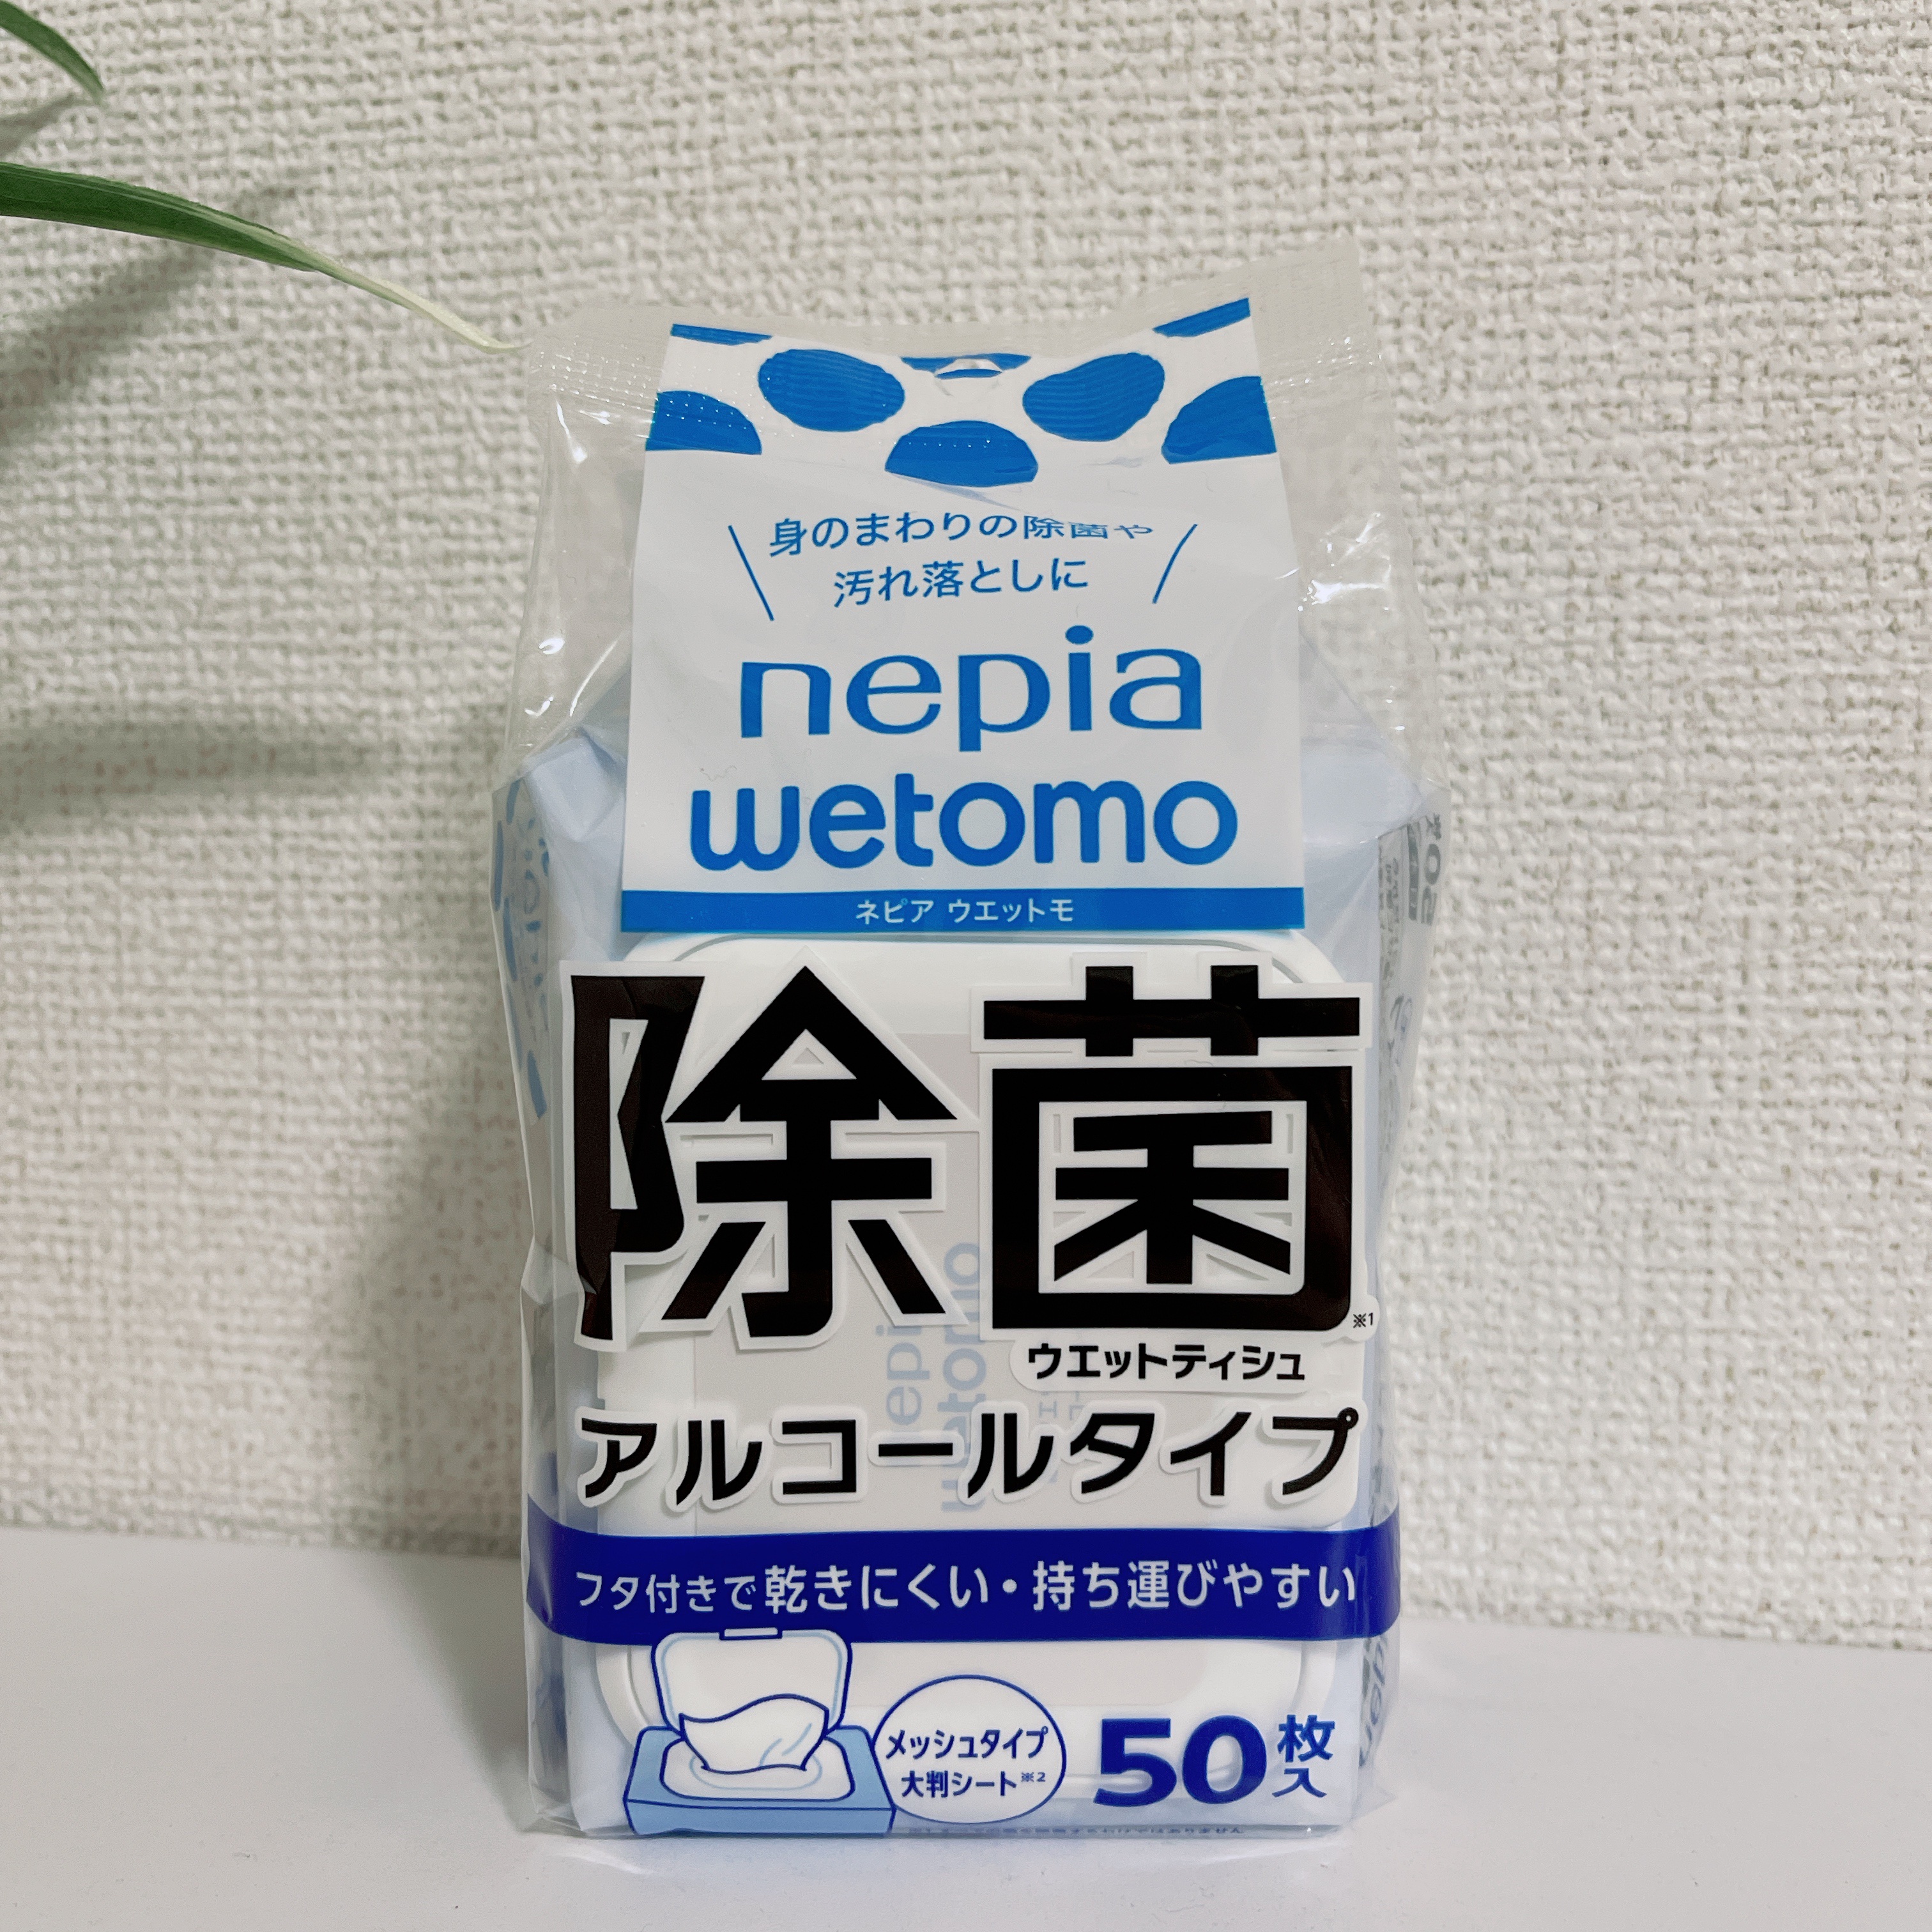 身のまわりの除菌や
汚れ落としに
nepia
wetomo
ネピア ウエットモ
除菌※1
ウエットティシュ
アルコールタイプ
フタ付きで乾きにくい・持ち運びやすい
メッシュタイプ
大判シート※2
50枚入